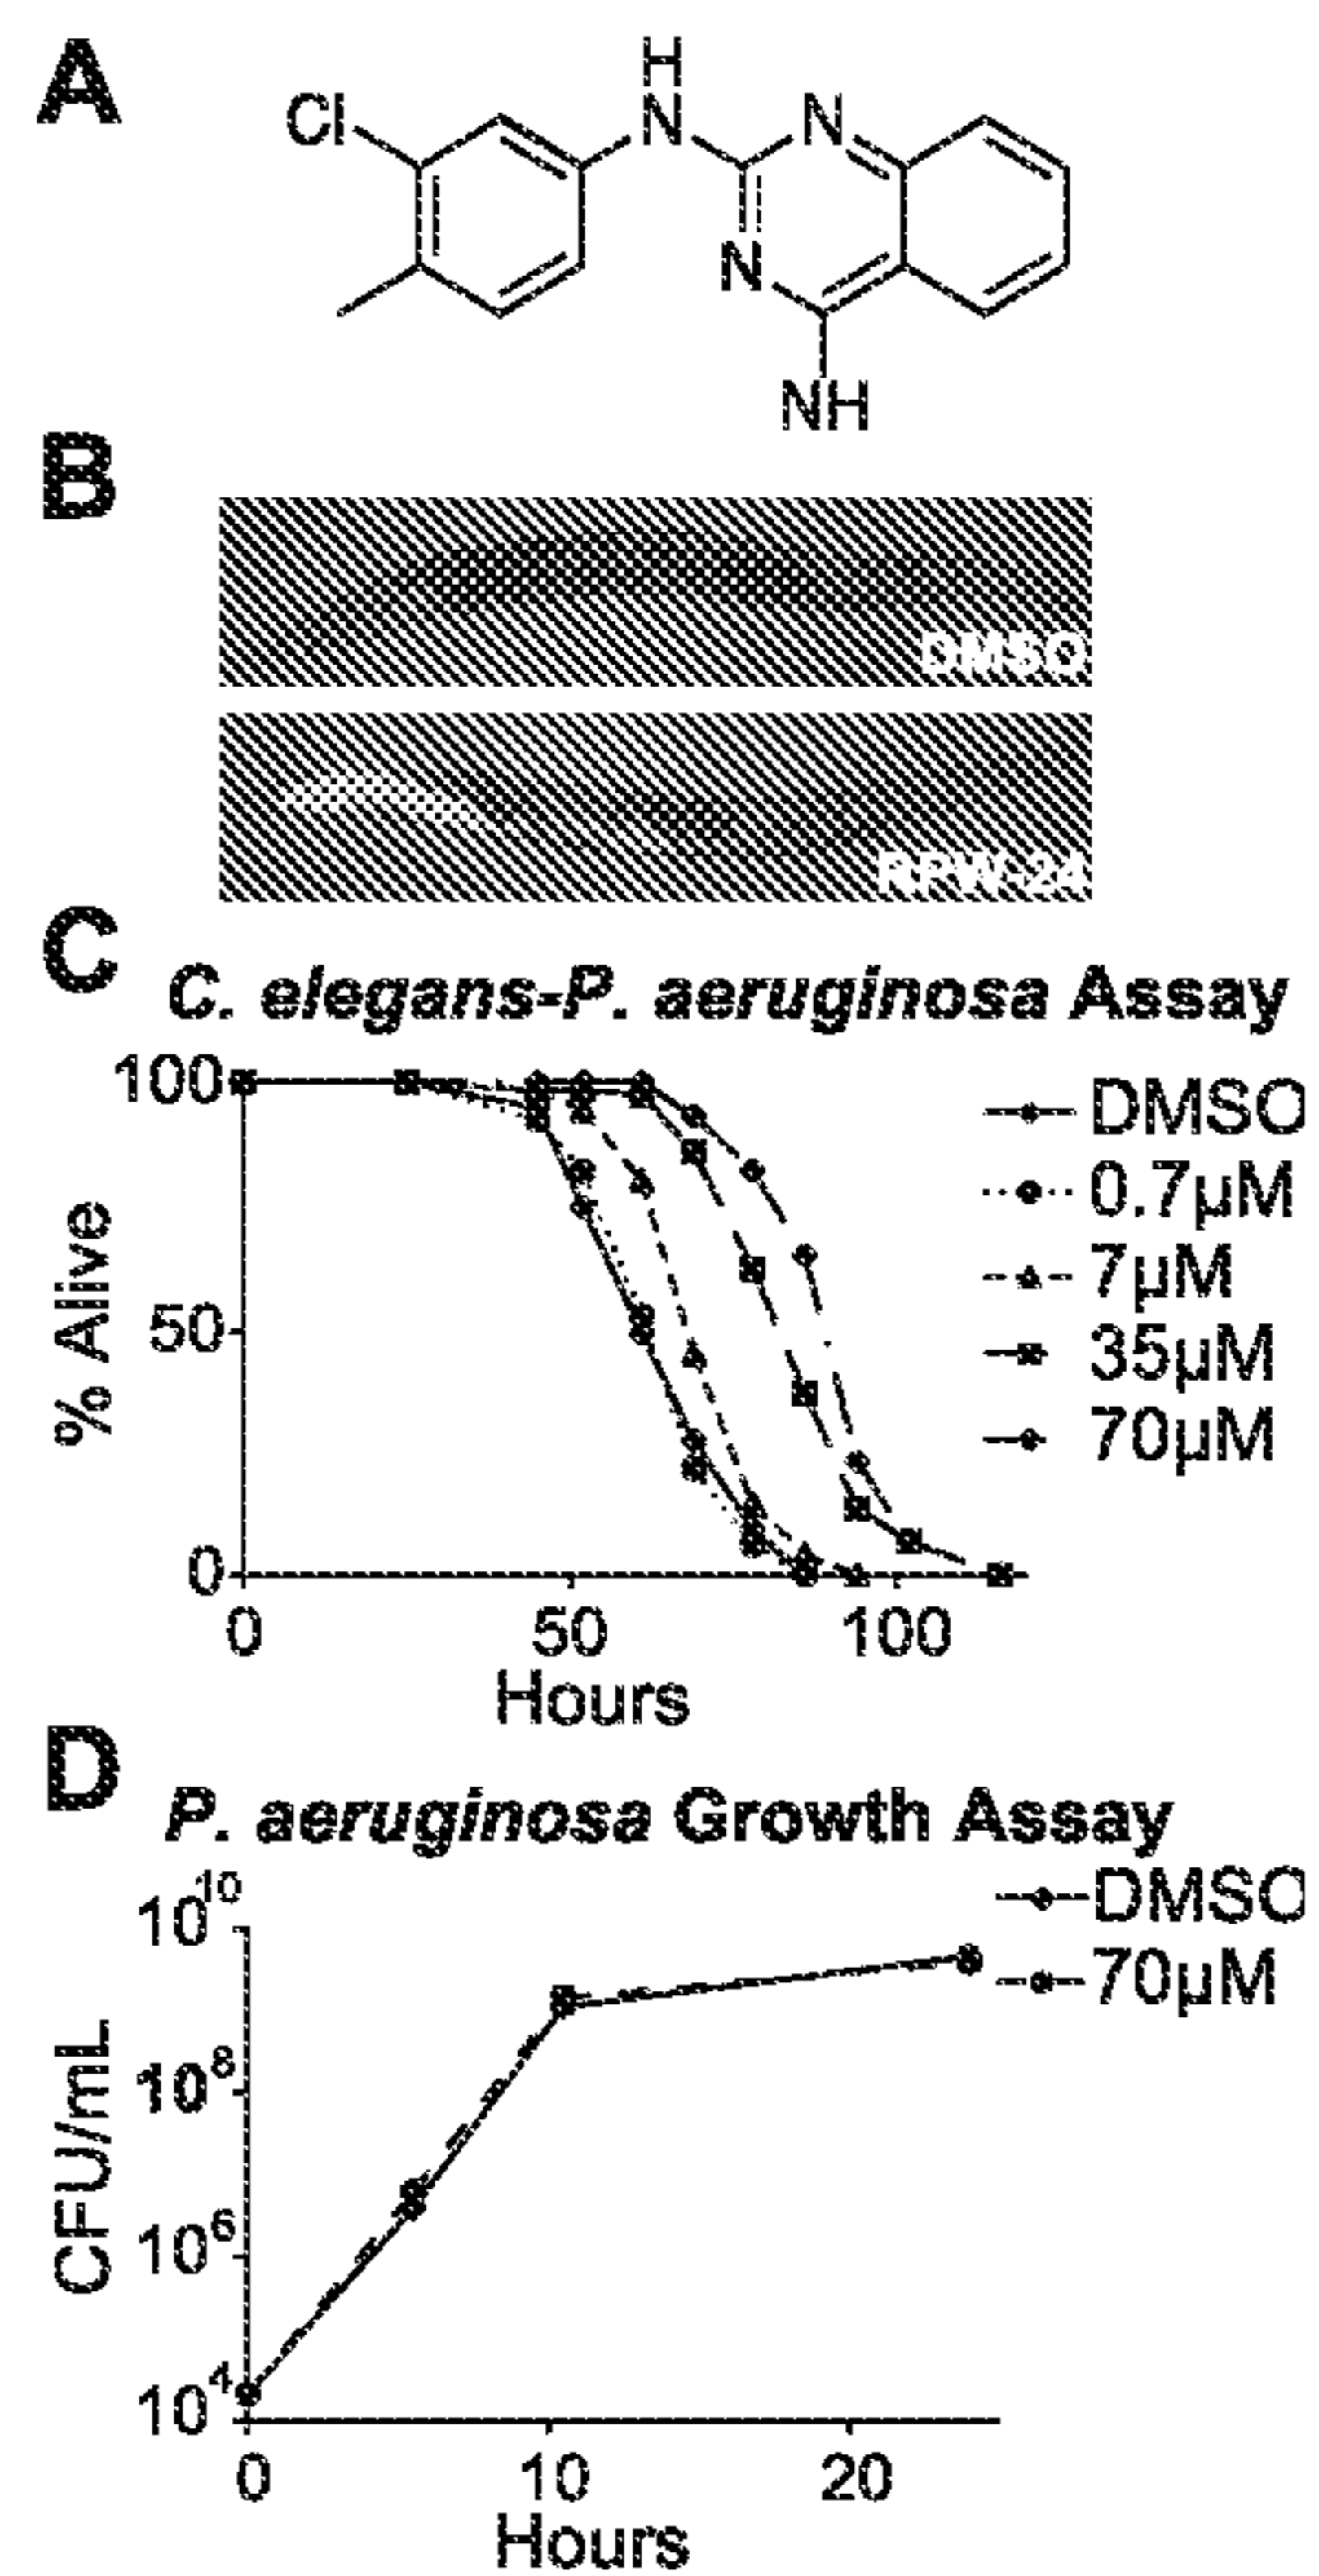 A
H
Cl
N
N
N
NH
B
DMSO
RPW-24
C
C. elegans-P. aeruginosa Assay
100
50
0
% Alive
0
50
100
Hours
DMSO
0.7µM
7µM
35µM
70µM
D
P. aeruginosa Growth Assay
10^10
10^8
10^6
10^4
CFU/mL
0
10
20
Hours
DMSO
70µM